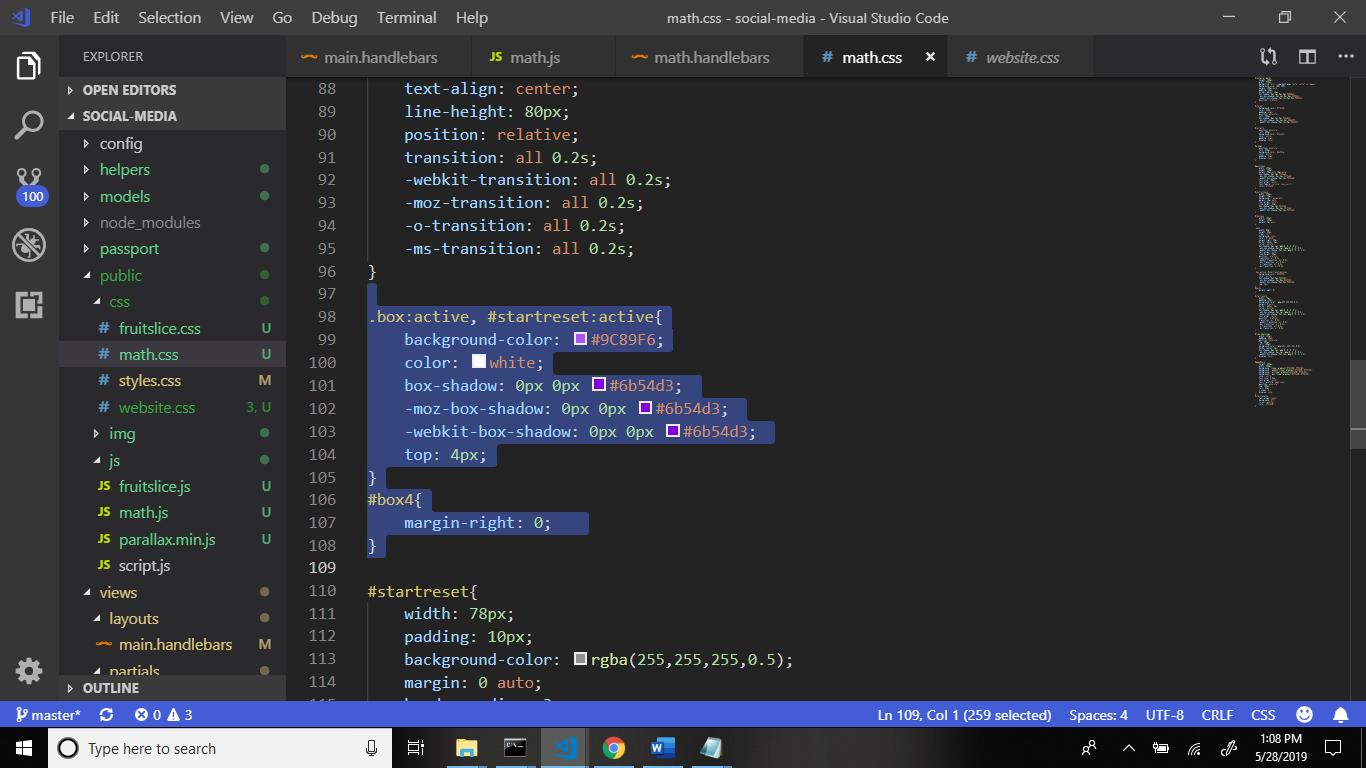 File Edit Selection View Go Debug Terminal Help
math.css - social-media - Visual Studio Code
EXPLORER
OPEN EDITORS
SOCIAL-MEDIA
config
helpers
models
node_modules
passport
public
css
# fruitslice.css U
# math.css U
# styles.css M
# website.css 3, U
img
js
JS fruitslice.js U
JS math.js U
JS parallax.min.js U
JS script.js
views
layouts
main.handlebars M
partials
OUTLINE
100
main.handlebars
JS math.js
math.handlebars
# math.css
# website.css
88 text-align: center;
89 line-height: 80px;
90 position: relative;
91 transition: all 0.2s;
92 -webkit-transition: all 0.2s;
93 -moz-transition: all 0.2s;
94 -o-transition: all 0.2s;
95 -ms-transition: all 0.2s;
96 }
97
98 .box:active, #startreset:active{
99 background-color: #9C89F6;
100 color: white;
101 box-shadow: 0px 0px #6b54d3;
102 -moz-box-shadow: 0px 0px #6b54d3;
103 -webkit-box-shadow: 0px 0px #6b54d3;
104 top: 4px;
105 }
106 #box4{
107 margin-right: 0;
108 }
109
110 #startreset{
111 width: 78px;
112 padding: 10px;
113 background-color: rgba(255,255,255,0.5);
114 margin: 0 auto;
master* 0 3
Ln 109, Col 1 (259 selected) Spaces: 4 UTF-8 CRLF CSS
Type here to search
1:08 PM
5/28/2019